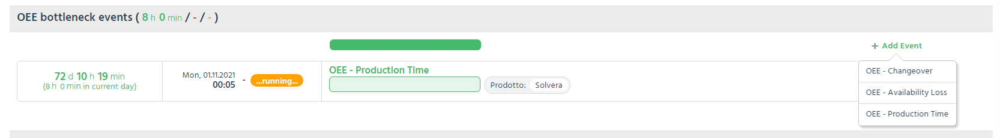 OEE bottleneck events ( 8 h 0 min / - / - )
+ Add Event
72 d 10 h 19 min
(8 h 0 min in current day)
Mon, 01.11.2021
00:05
-
...running...
OEE - Production Time
Prodotto: Solvera
OEE - Changeover
OEE - Availability Loss
OEE - Production Time